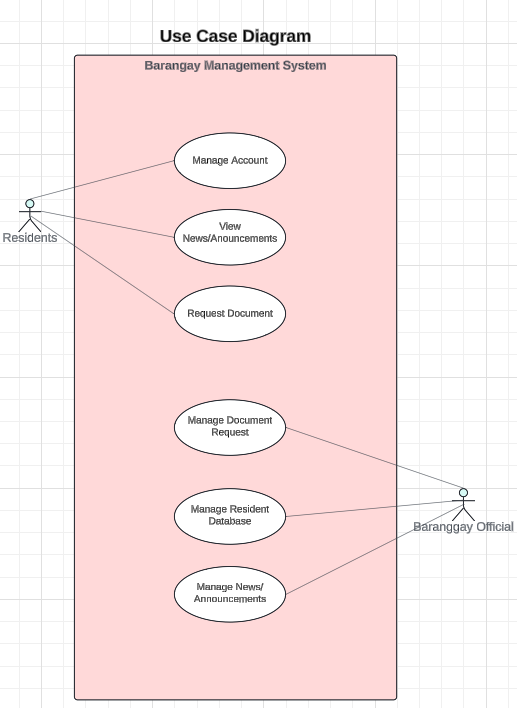 Use Case Diagram
Barangay Management System
Manage Account
View
News/Anouncements
Residents
Request Document
Manage Document
Request
Manage Resident
Database
Baranggay Official
Manage News/
Announcements